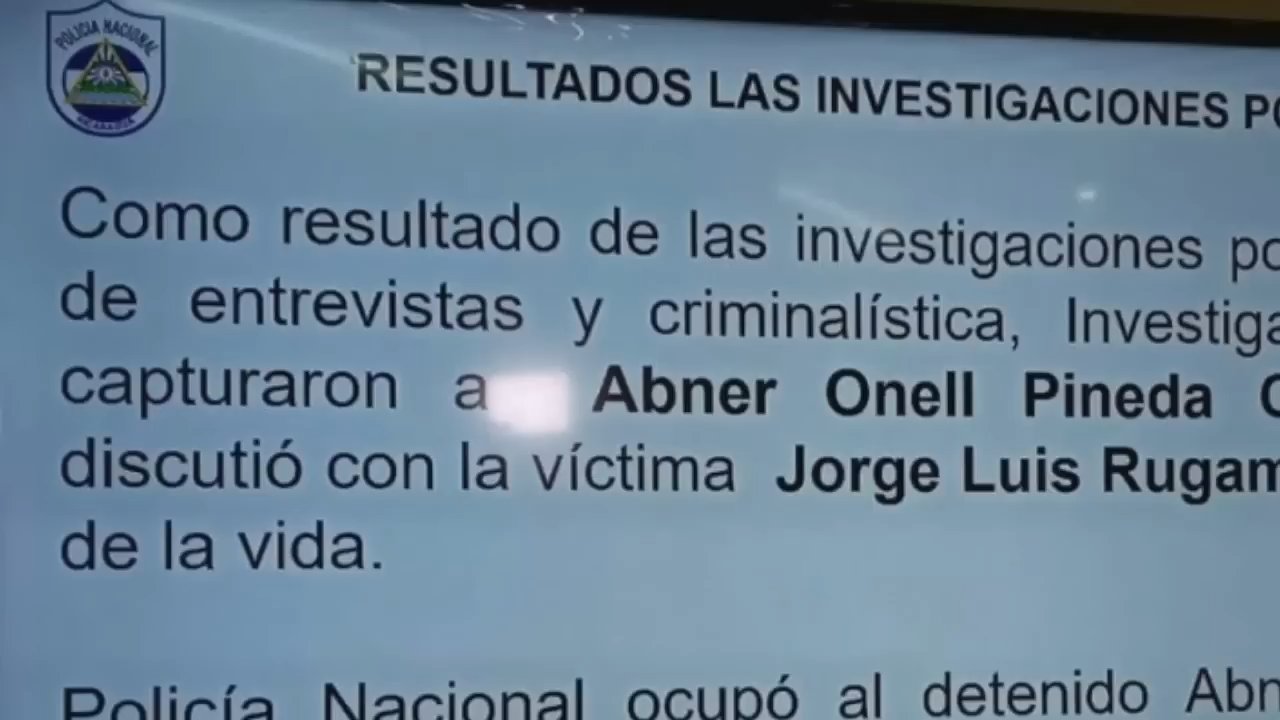 POLICIA NACIONAL
NICARAGUA
RESULTADOS LAS INVESTIGACIONES
Como resultado de las investigaciones
de entrevistas y criminalística,
capturaron a Abner Onell Pineda
discutió con la víctima Jorge Luis
de la vida.
Policía Nacional ocupó al detenido